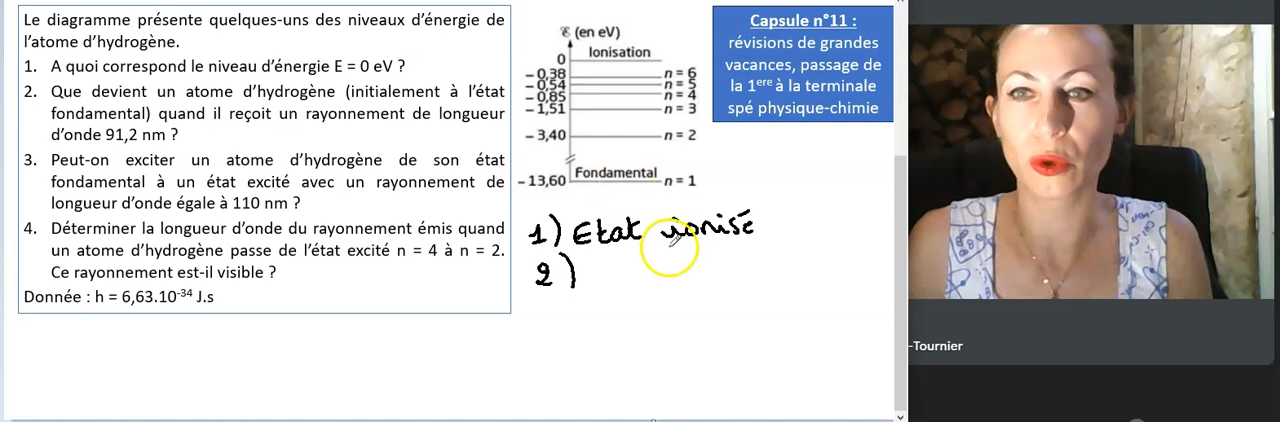 Le diagramme présente quelques-uns des niveaux d'énergie de
l'atome d'hydrogène.
1. A quoi correspond le niveau d'énergie E = 0 eV ?
2. Que devient un atome d'hydrogène (initialement à l'état
fondamental) quand il reçoit un rayonnement de longueur
d'onde 91,2 nm ?
3. Peut-on exciter un atome d'hydrogène de son état
fondamental à un état excité avec un rayonnement de
longueur d'onde égale à 110 nm ?
4. Déterminer la longueur d'onde du rayonnement émis quand
un atome d'hydrogène passe de l'état excité n = 4 à n = 2.
Ce rayonnement est-il visible ?
Donnée : h = 6,63.10⁻³⁴ J.s
ℰ (en eV)
Ionisation
0
– 0,38 n = 6
– 0,54 n = 5
– 0,85 n = 4
– 1,51 n = 3
– 3,40 n = 2
Fondamental
– 13,60 n = 1
1) Etat ionisé
2)
Capsule n°11 :
révisions de grandes
vacances, passage de
la 1ere à la terminale
spé physique-chimie
-Tournier